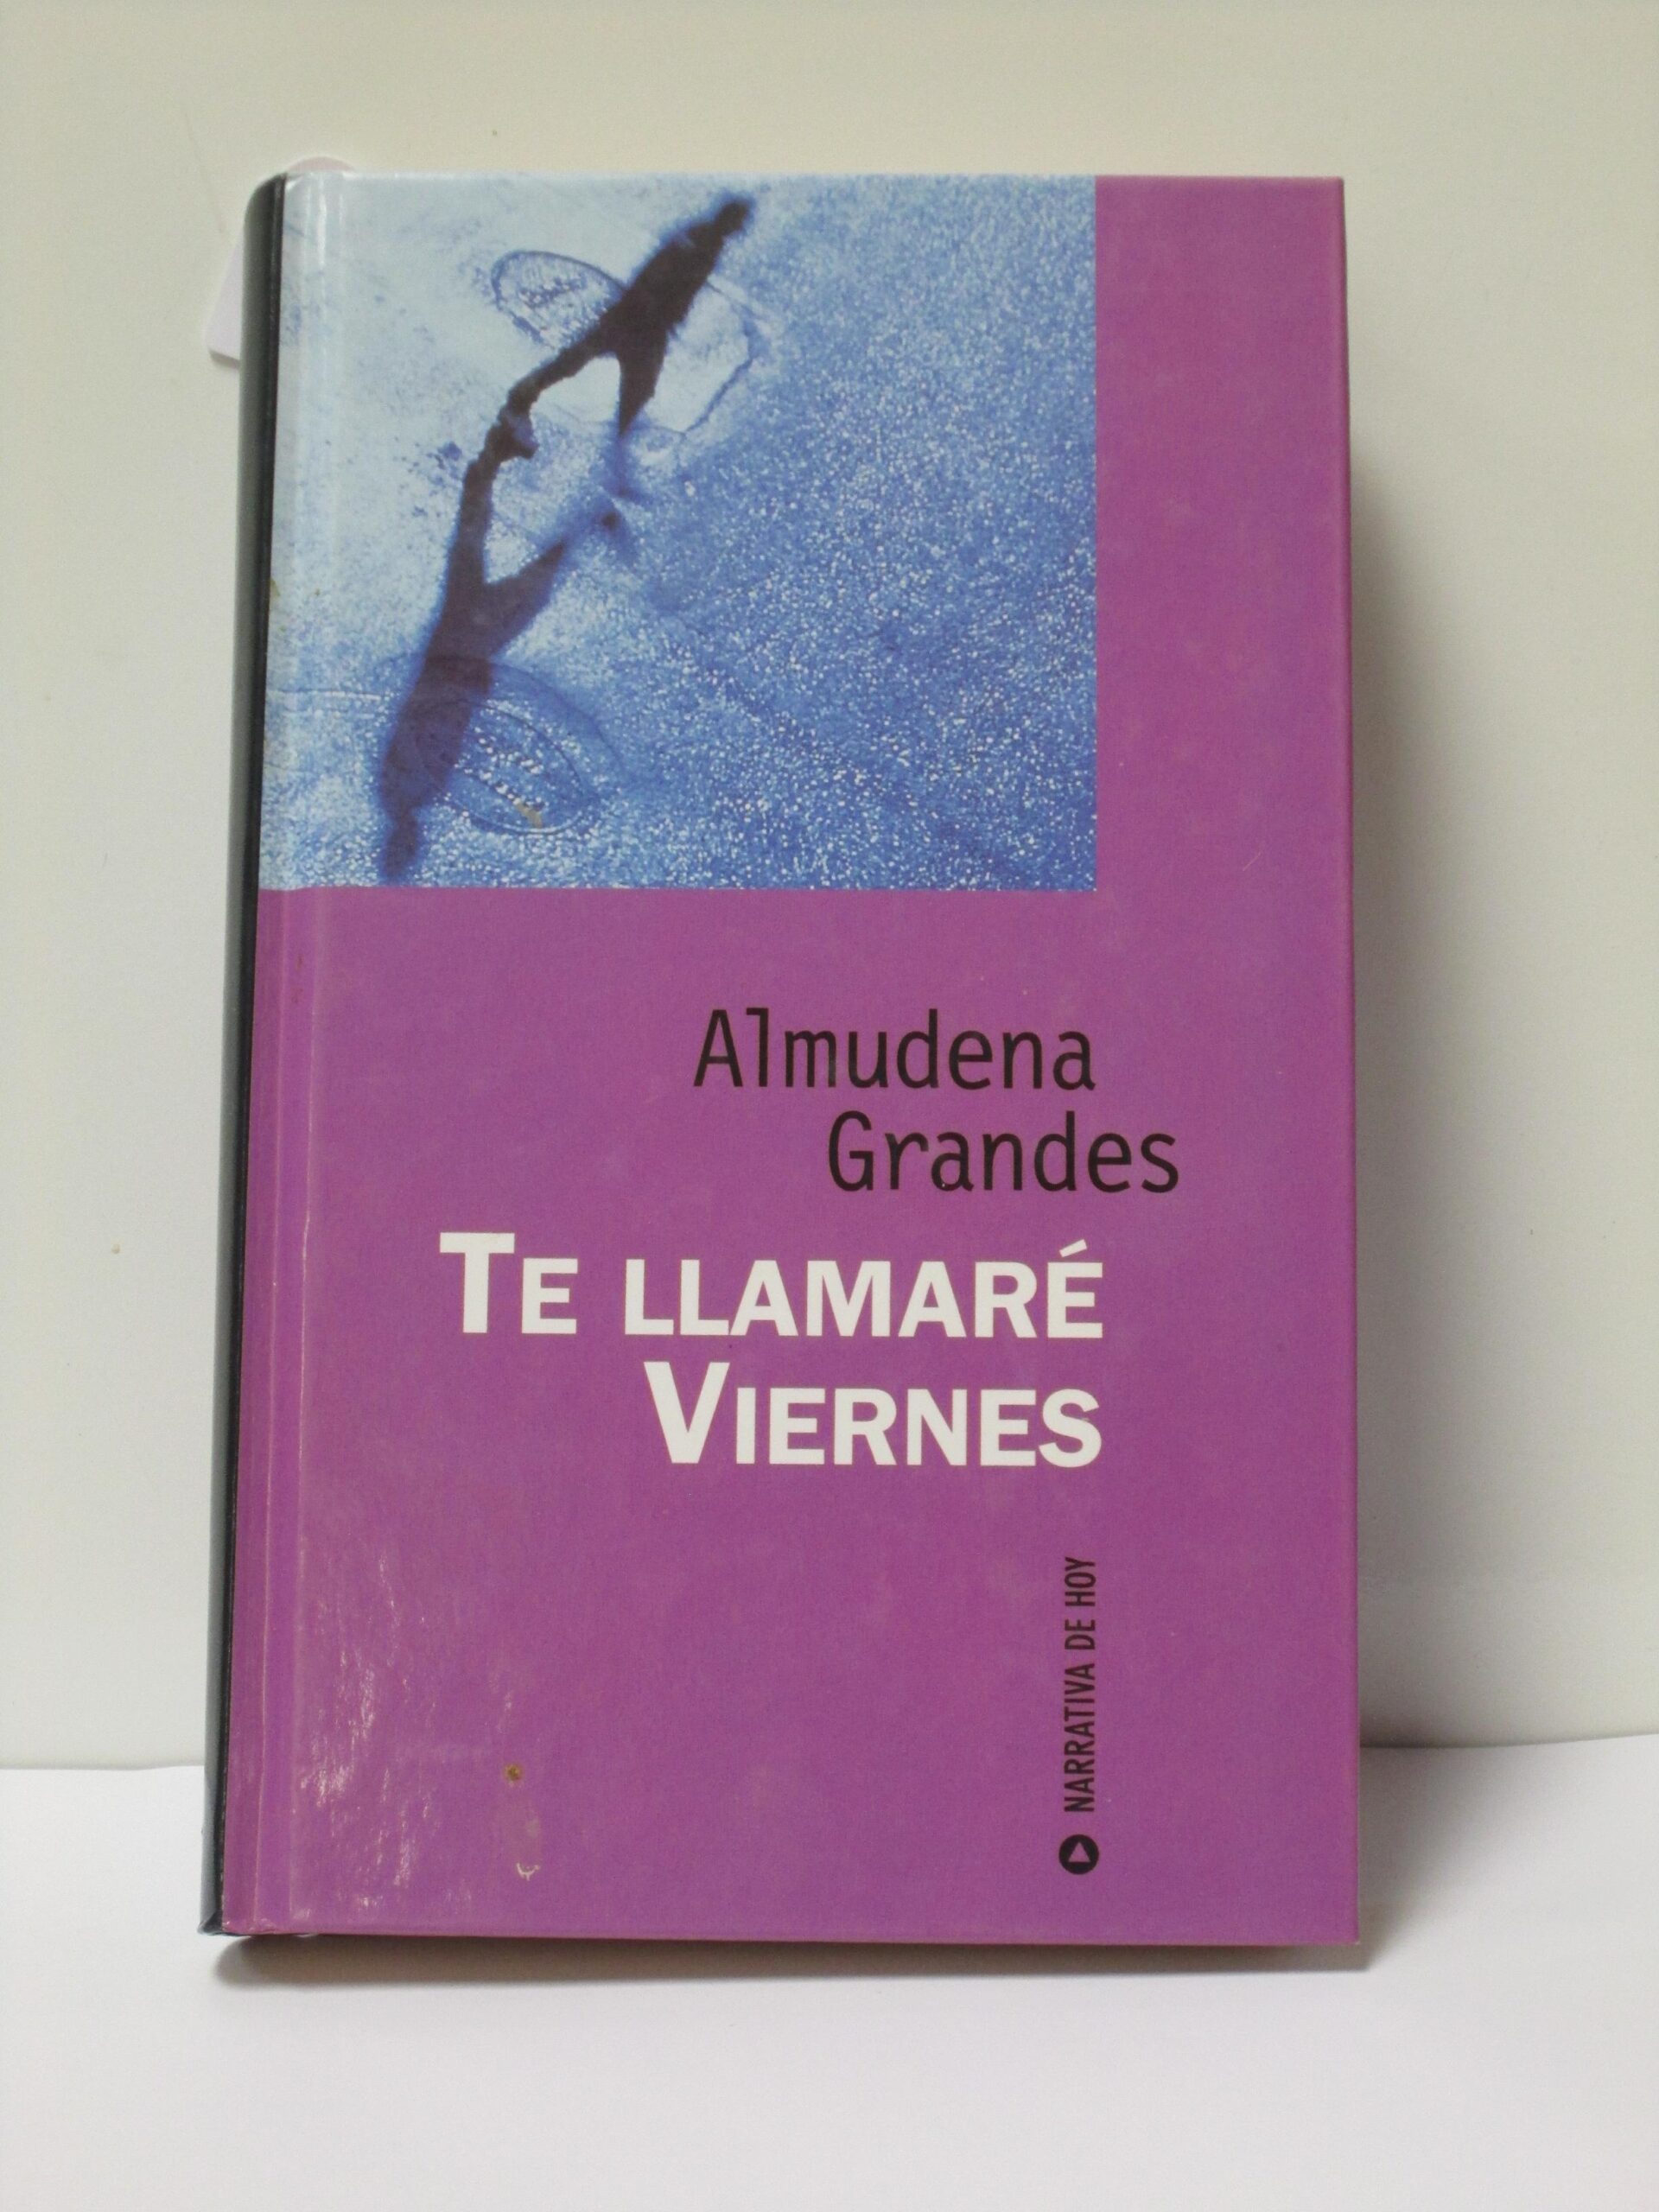 Almudena
Grandes
TE LLAMARÉ
VIERNES
NARRATIVA DE HOY